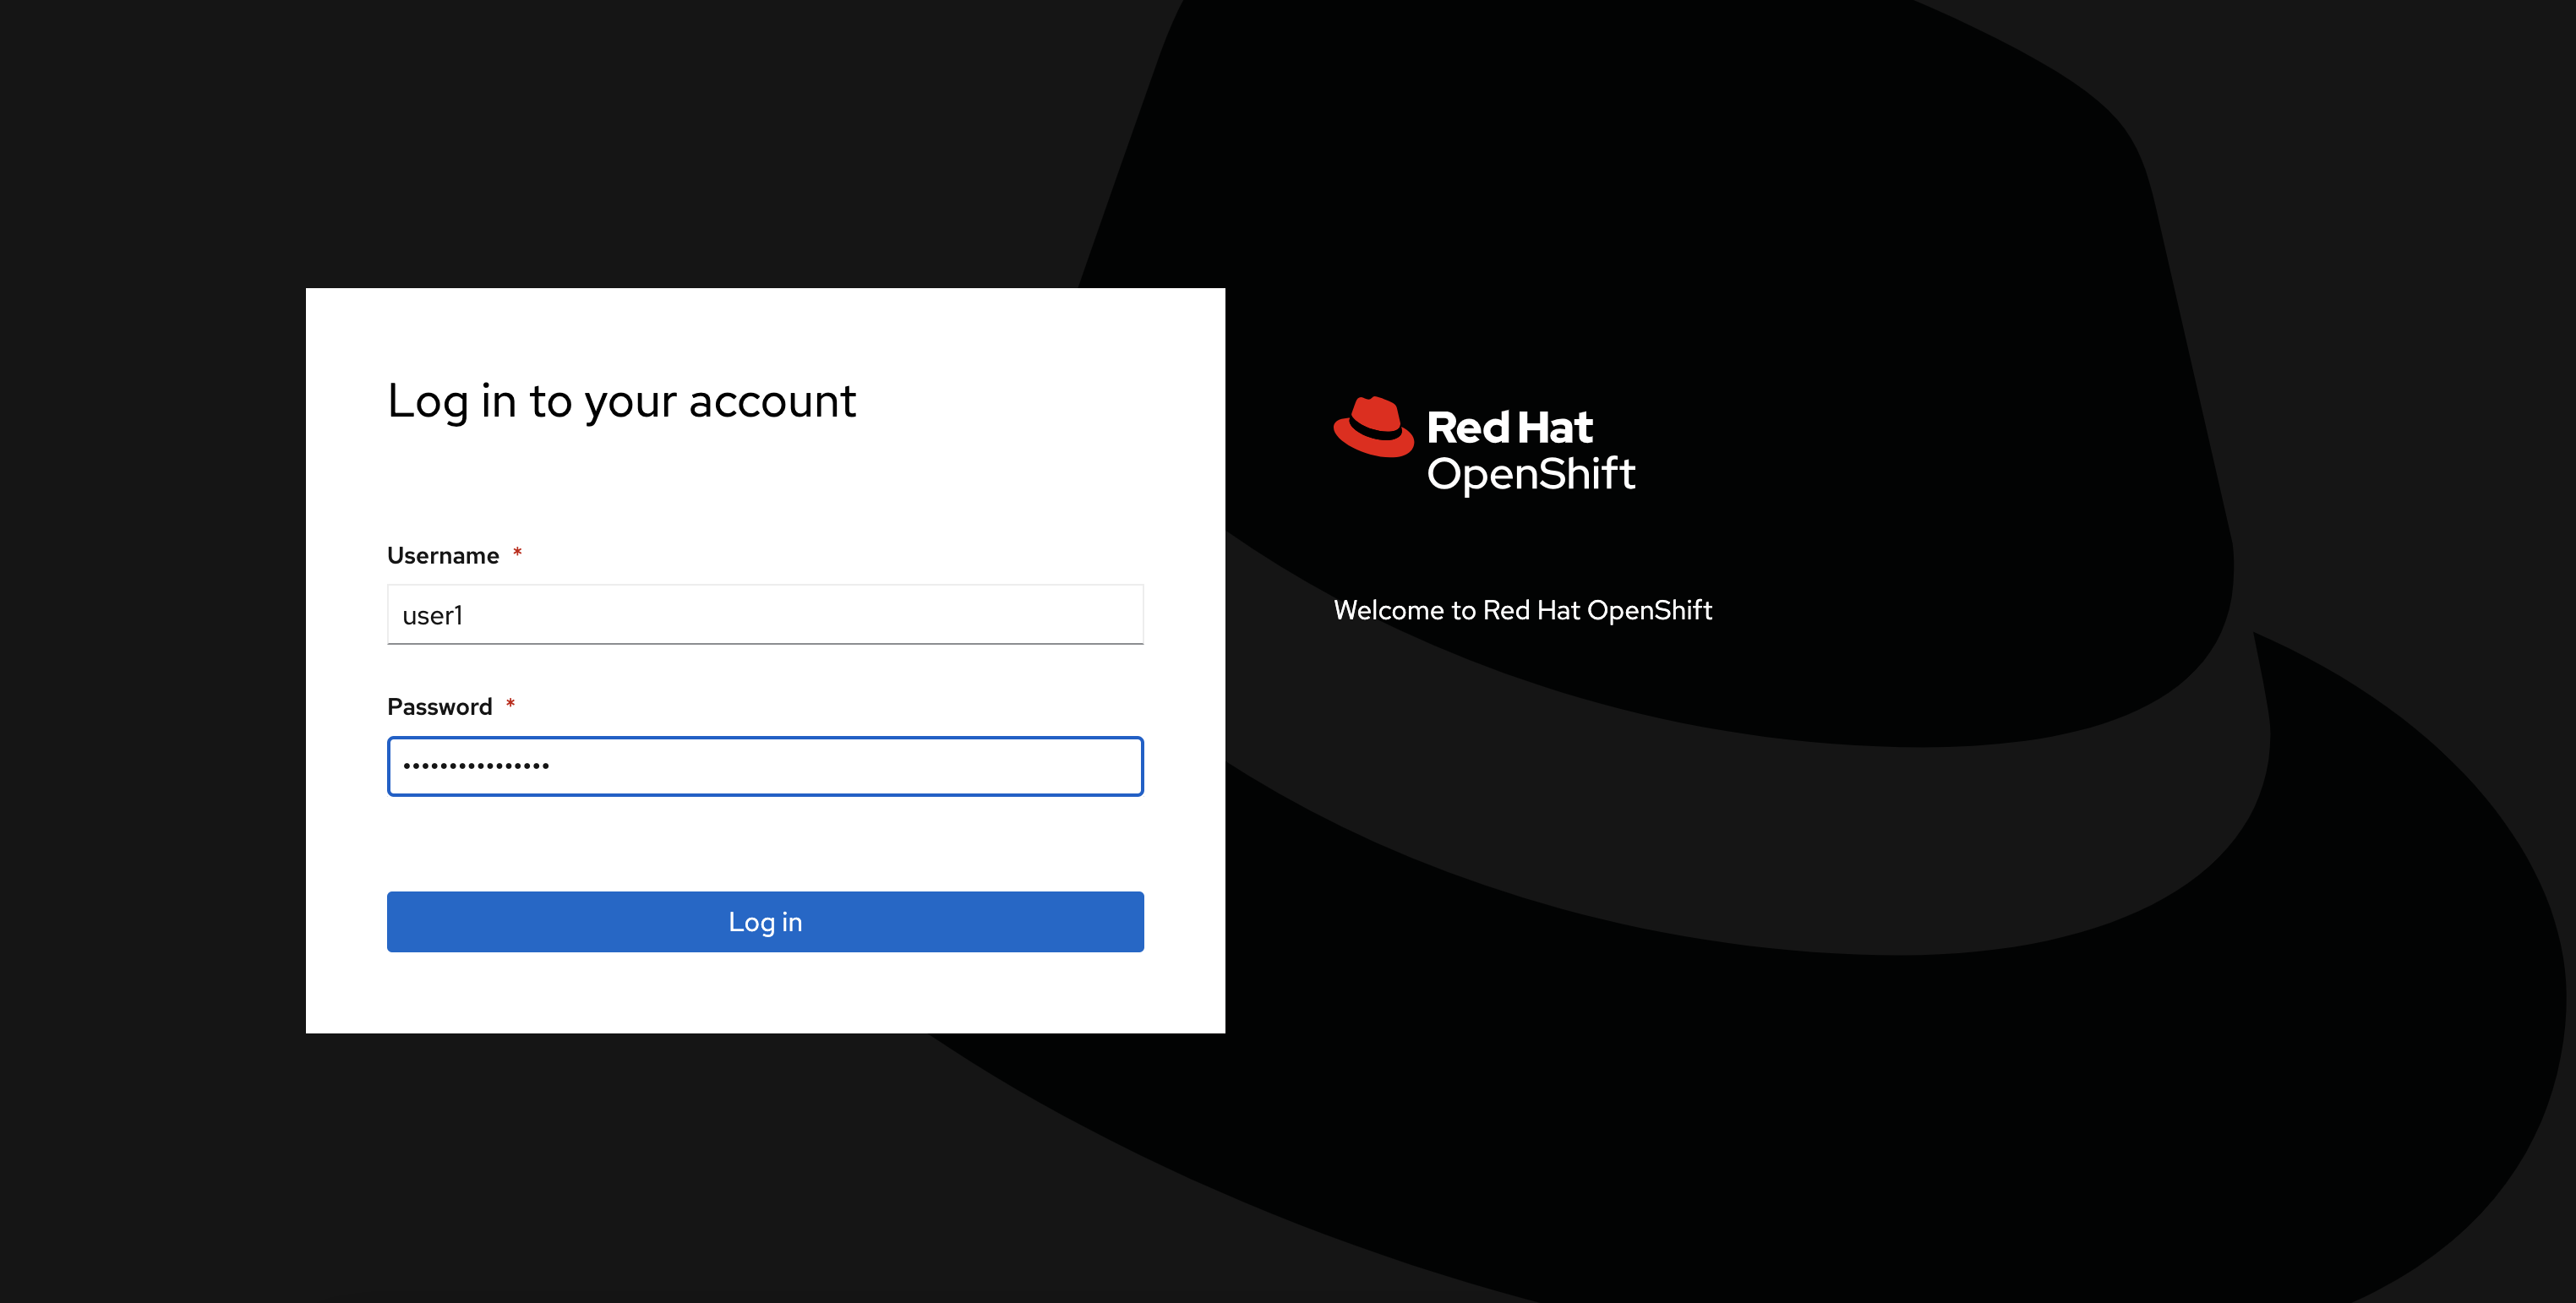 Log in to your account
Username *
user1
Password *
••••••••••••••••
Log in
Red Hat
OpenShift
Welcome to Red Hat OpenShift